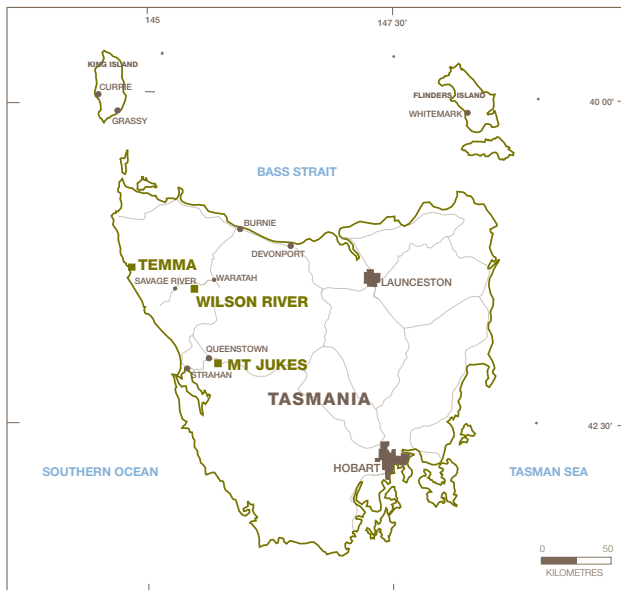 145
147 30'
KING ISLAND
CURRIE
GRASSY
FLINDERS ISLAND
WHITEMARK
40 00'
BASS STRAIT
BURNIE
DEVONPORT
TEMMA
SAVAGE RIVER
WARATAH
LAUNCESTON
WILSON RIVER
QUEENSTOWN
MT JUKES
STRAHAN
TASMANIA
42 30'
HOBART
SOUTHERN OCEAN
TASMAN SEA
0 50
KILOMETRES